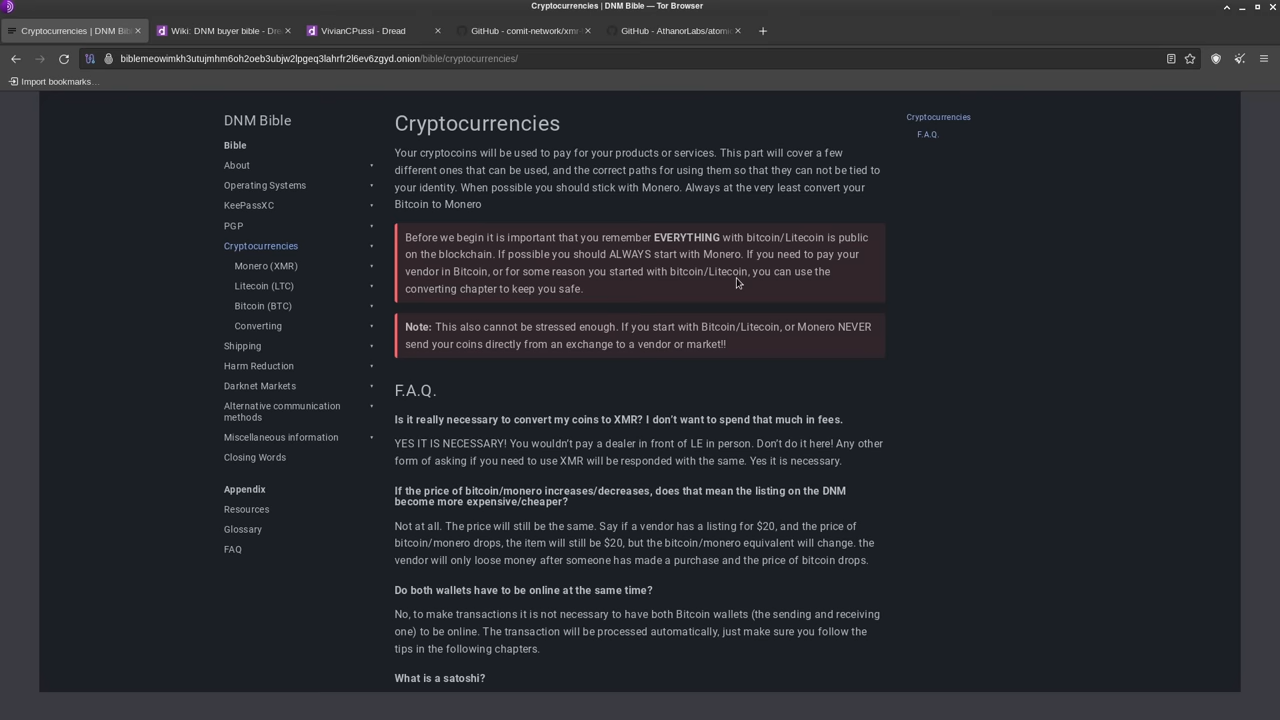 Cryptocurrencies | DNM Bible — Tor Browser
Cryptocurrencies | DNM Bib
Wiki: DNM buyer bible - Dre
VivianCPussi - Dread
GitHub - comit-network/xm
GitHub - AthanorLabs/atomi
biblemeowimkh3utujmhm6oh2oeb3ubjw2lpgeq3lahrfr2l6ev6zgyd.onion/bible/cryptocurrencies/
Import bookmarks...
DNM Bible
Bible
About
Operating Systems
KeePassXC
PGP
Cryptocurrencies
Monero (XMR)
Litecoin (LTC)
Bitcoin (BTC)
Converting
Shipping
Harm Reduction
Darknet Markets
Alternative communication
methods
Miscellaneous information
Closing Words
Appendix
Resources
Glossary
FAQ
Cryptocurrencies
Your cryptocoins will be used to pay for your products or services. This part will cover a few
different ones that can be used, and the correct paths for using them so that they can not be tied to
your identity. When possible you should stick with Monero. Always at the very least convert your
Bitcoin to Monero
Before we begin it is important that you remember EVERYTHING with bitcoin/Litecoin is public
on the blockchain. If possible you should ALWAYS start with Monero. If you need to pay your
vendor in Bitcoin, or for some reason you started with bitcoin/Litecoin, you can use the
converting chapter to keep you safe.
Note: This also cannot be stressed enough. If you start with Bitcoin/Litecoin, or Monero NEVER
send your coins directly from an exchange to a vendor or market!!
F.A.Q.
Is it really necessary to convert my coins to XMR? I don't want to spend that much in fees.
YES IT IS NECESSARY! You wouldn't pay a dealer in front of LE in person. Don't do it here! Any other
form of asking if you need to use XMR will be responded with the same. Yes it is necessary.
If the price of bitcoin/monero increases/decreases, does that mean the listing on the DNM
become more expensive/cheaper?
Not at all. The price will still be the same. Say if a vendor has a listing for $20, and the price of
bitcoin/monero drops, the item will still be $20, but the bitcoin/monero equivalent will change. the
vendor will only loose money after someone has made a purchase and the price of bitcoin drops.
Do both wallets have to be online at the same time?
No, to make transactions it is not necessary to have both Bitcoin wallets (the sending and receiving
one) to be online. The transaction will be processed automatically, just make sure you follow the
tips in the following chapters.
What is a satoshi?
Cryptocurrencies
F.A.Q.